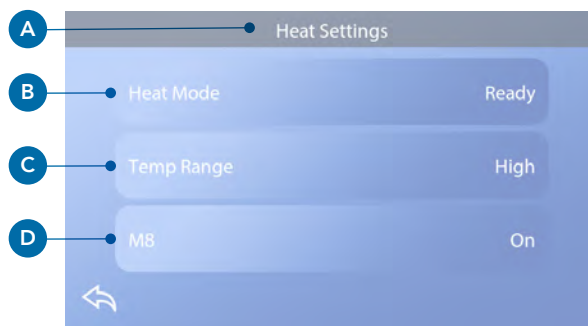 A Heat Settings
B Heat Mode Ready
C Temp Range High
D M8 On